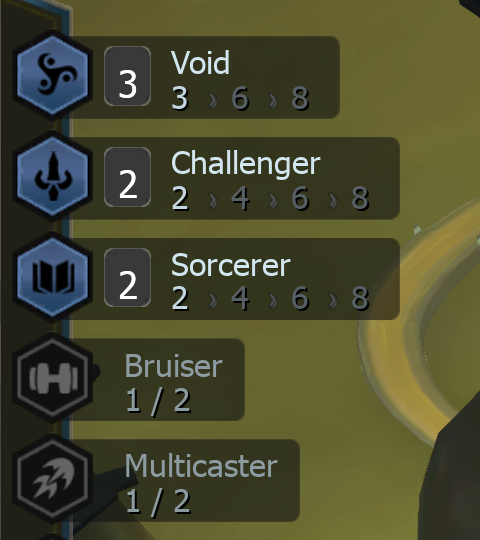 3
Void
3 › 6 › 8
2
Challenger
2 › 4 › 6 › 8
2
Sorcerer
2 › 4 › 6 › 8
Bruiser
1 / 2
Multicaster
1 / 2